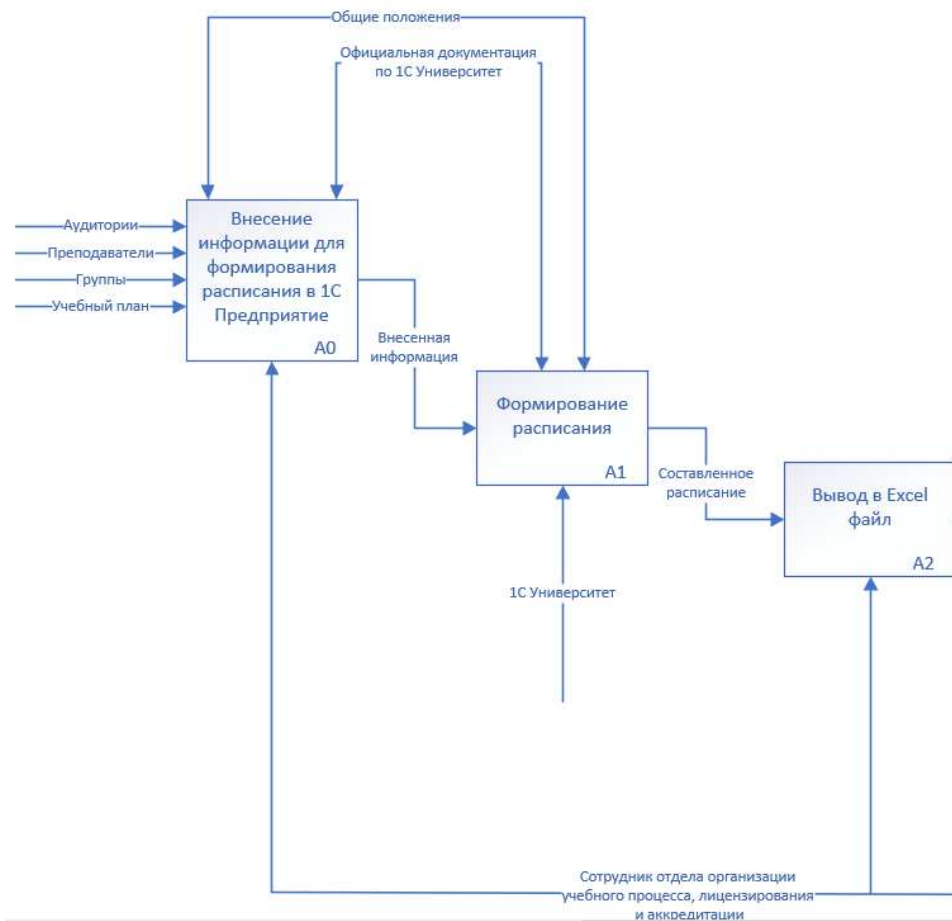 Общие положения
Официальная документация
по 1С Университет
Аудитории
Преподаватели
Группы
Учебный план
Внесение
информации для
формирования
расписания в 1С
Предприятие
A0
Внесенная
информация
Формирование
расписания
A1
Составленное
расписание
Вывод в Excel
файл
A2
1С Университет
Сотрудник отдела организации
учебного процесса, лицензирования
и аккредитации